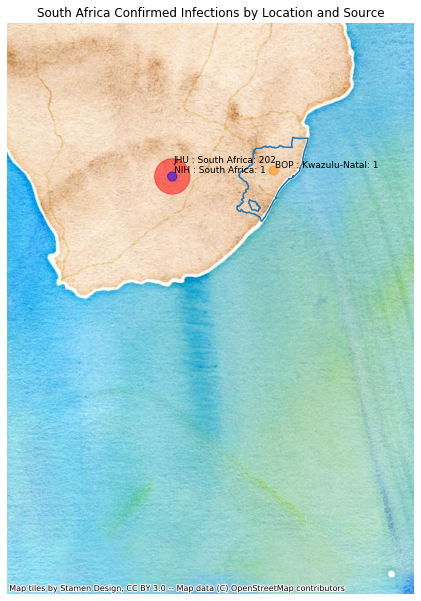 South Africa Confirmed Infections by Location and Source
JHU : South Africa: 202
BOP : Kwazulu-Natal: 1
NIH : South Africa: 1
Map tiles by Stamen Design, CC BY 3.0 -- Map data (C) OpenStreetMap contributors